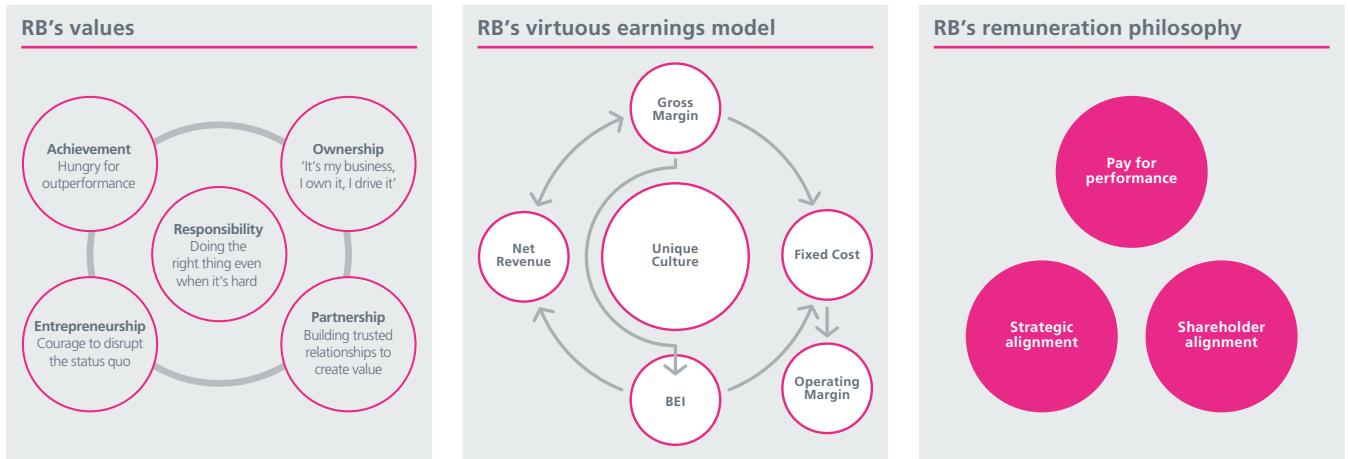 RB's values
Achievement
Hungry for
outperformance
Ownership
'It's my business,
I own it, I drive it'
Responsibility
Doing the
right thing even
when it's hard
Entrepreneurship
Courage to disrupt
the status quo
Partnership
Building trusted
relationships to
create value
RB's virtuous earnings model
Gross
Margin
Net
Revenue
Unique
Culture
Fixed Cost
BEI
Operating
Margin
RB's remuneration philosophy
Pay for
performance
Strategic
alignment
Shareholder
alignment